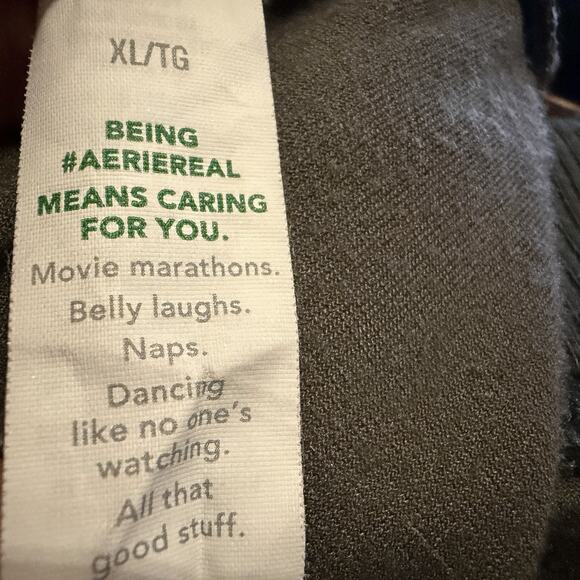 XL/TG
BEING
#AERIEREAL
MEANS CARING
FOR YOU.
Movie marathons.
Belly laughs.
Naps.
Dancing
like no one's
watching.
All that
good stuff.